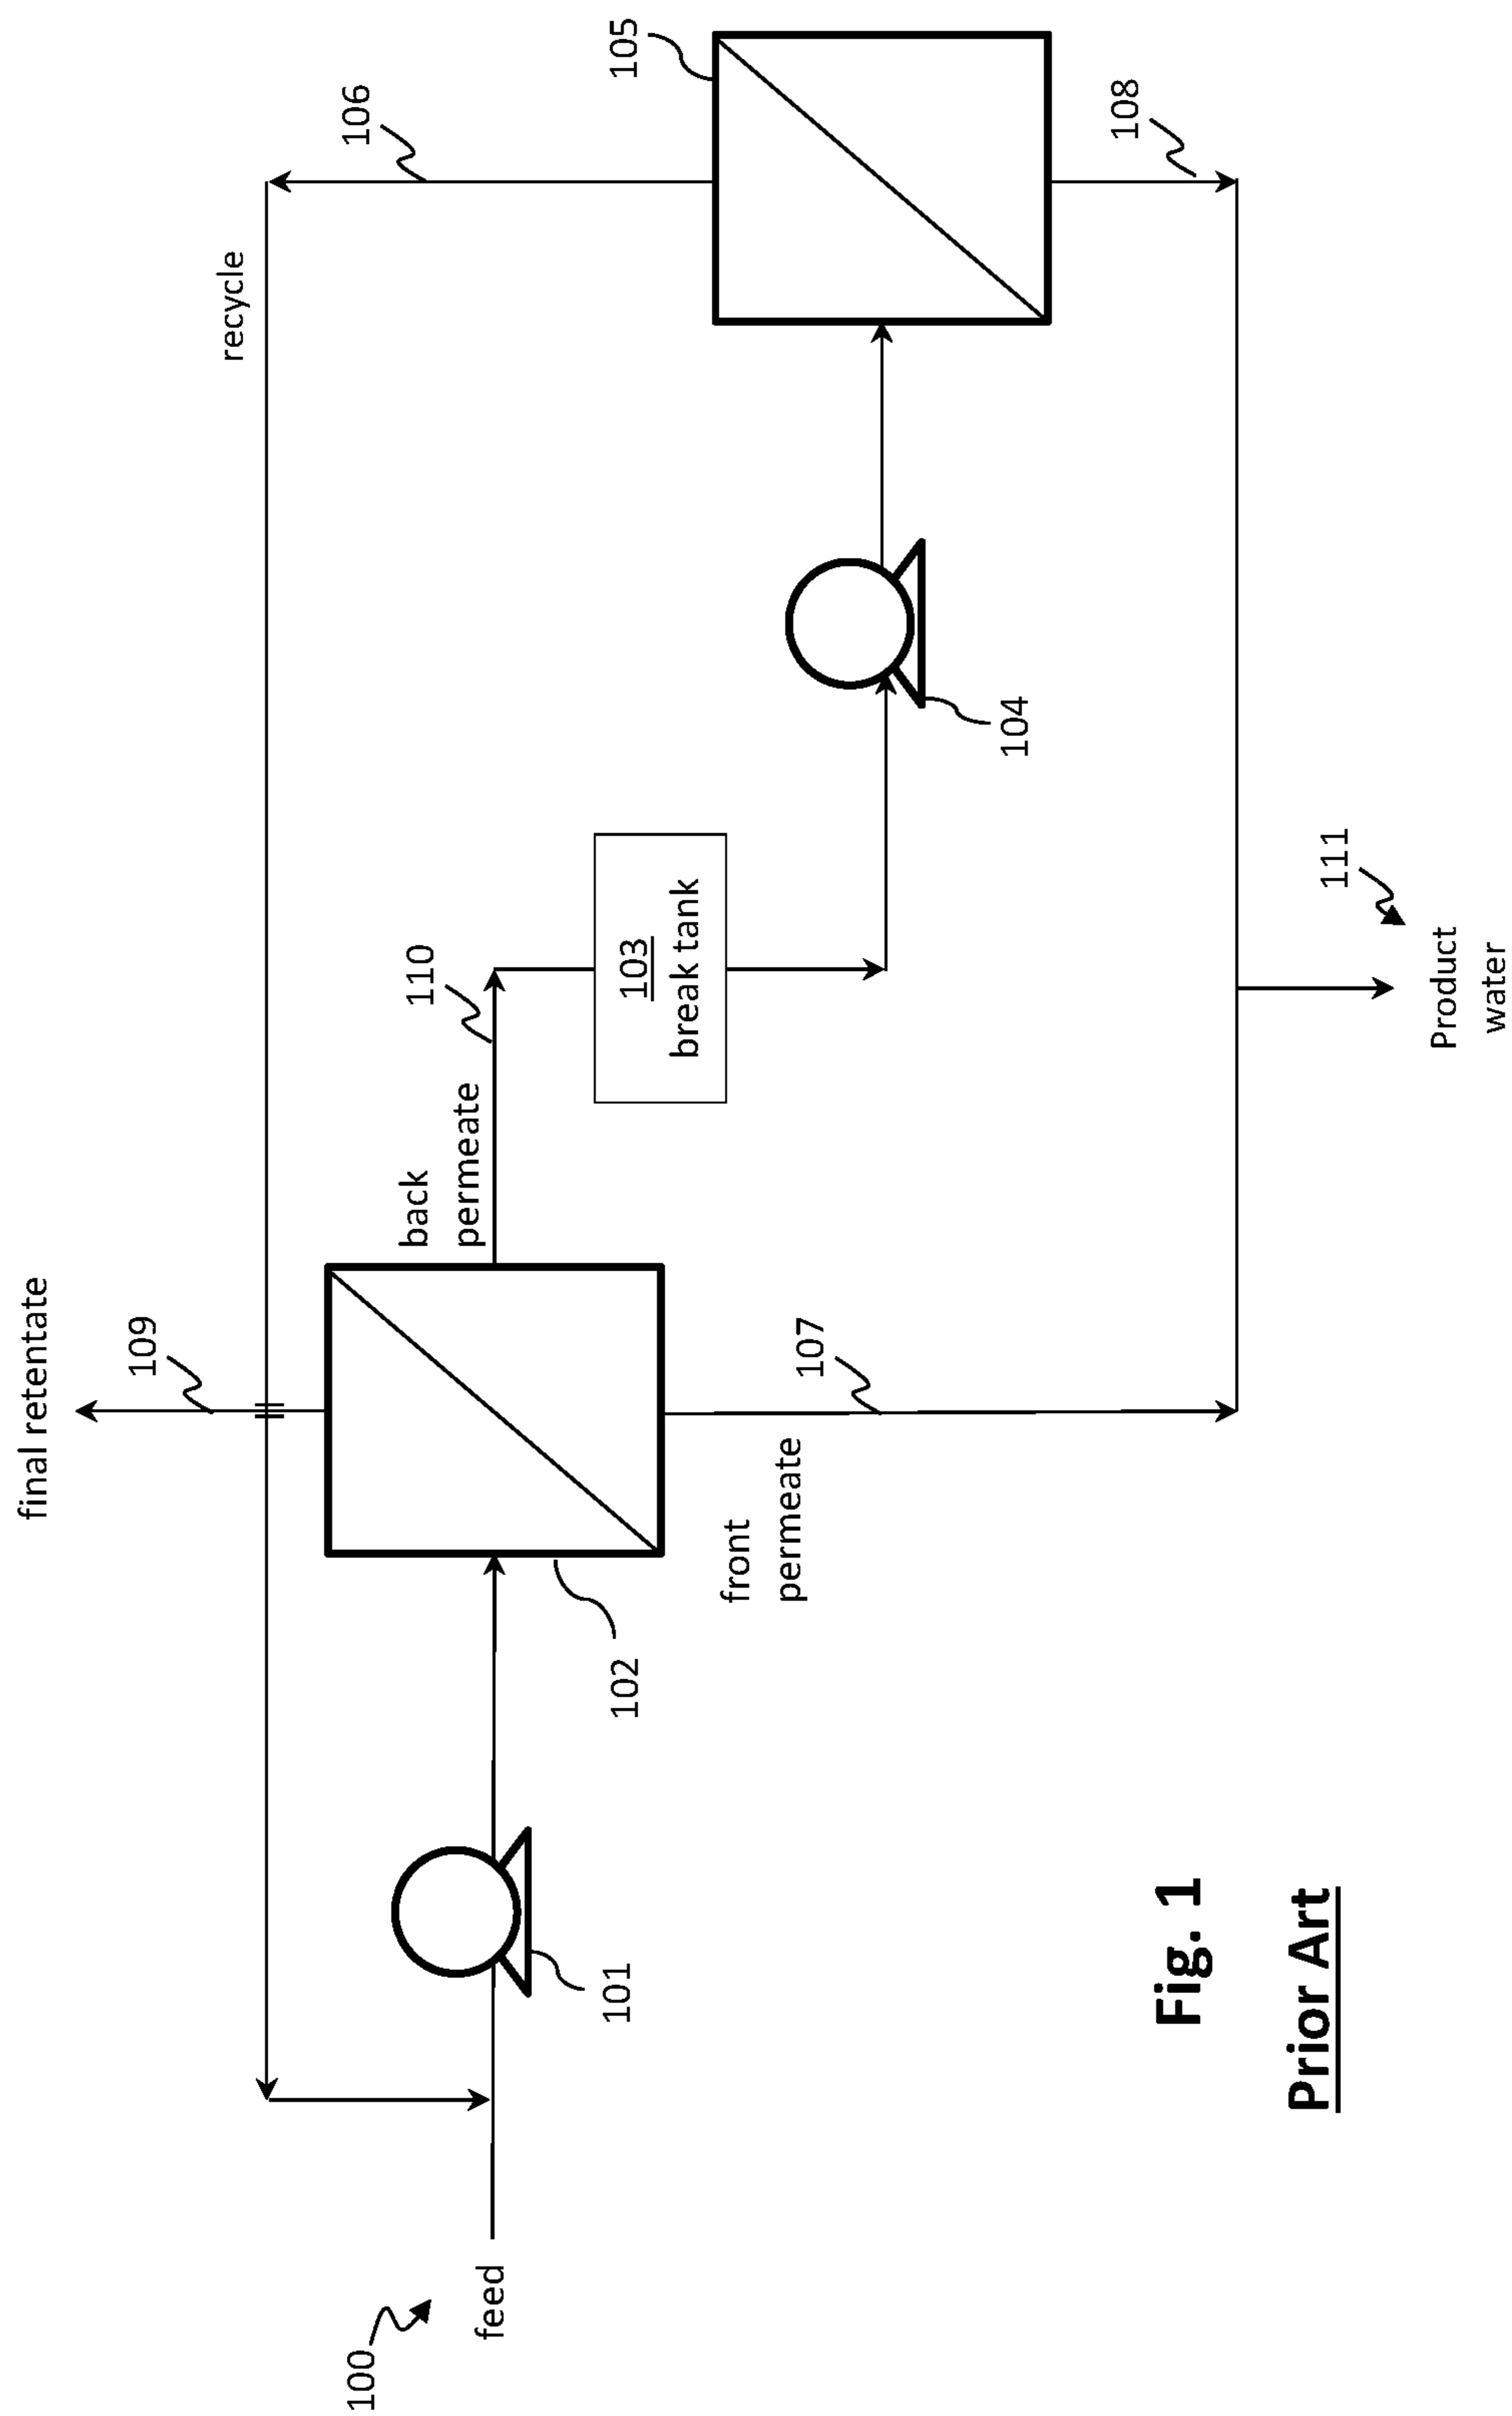 final retentate
109
recycle
106
100
back
permeate
110
feed
101
102
103
break tank
105
front
permeate
107
104
108
Fig. 1
Prior Art
111
Product
water